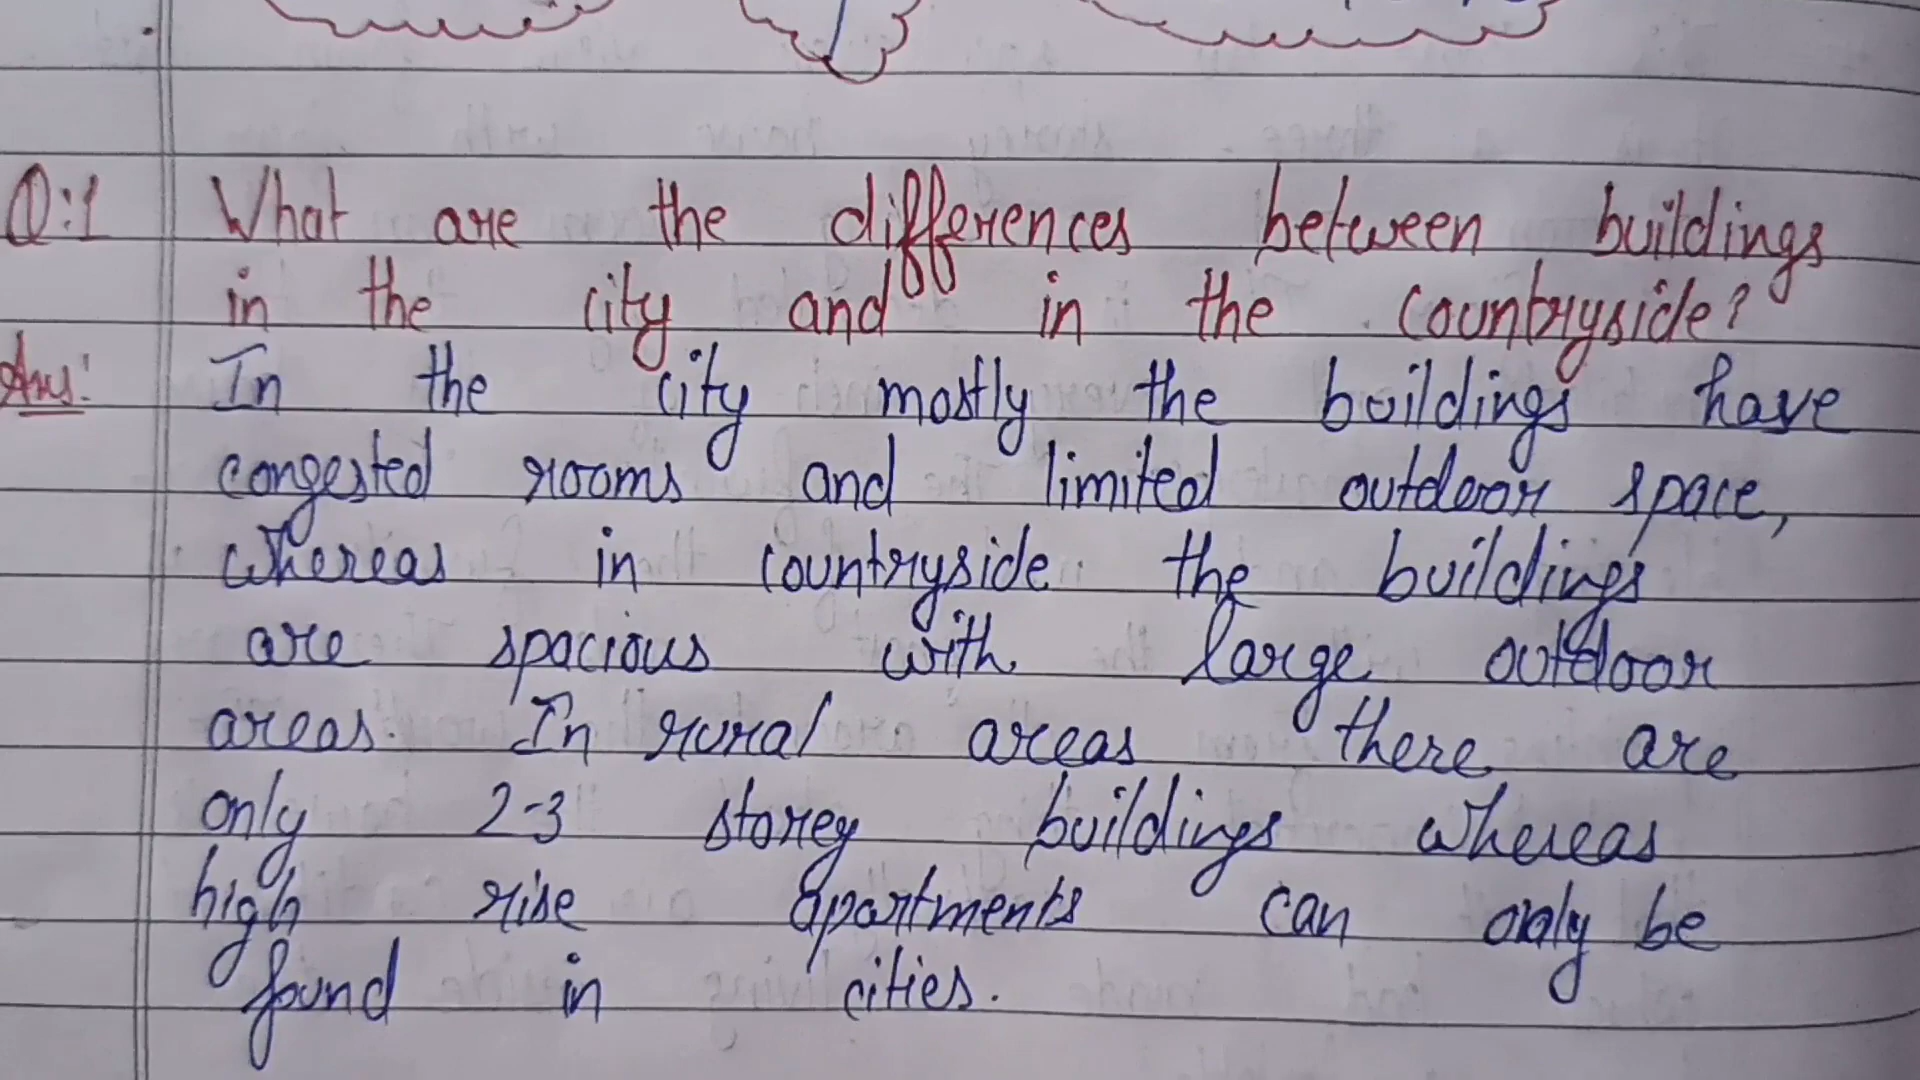 Q:1 What are the differences between buildings
in the city and in the countryside?
Ans: In the city mostly the buildings have
congested rooms and limited outdoor space,
whereas in countryside the buildings
are spacious with large outdoor
areas. In rural areas there are
only 2-3 storey buildings whereas
high rise apartments can only be
found in cities.